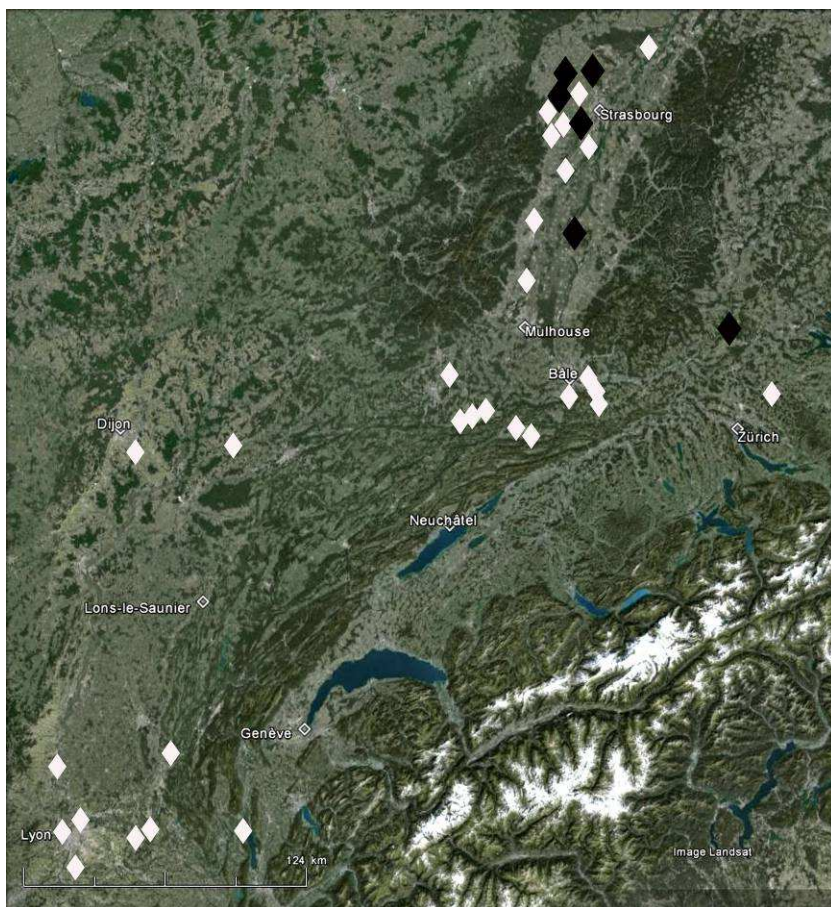 Strasbourg
Mulhouse
Bâle
Dijon
Zürich
Neuchâtel
Lons-le-Saunier
Genève
Lyon
124 km
Image Landsat